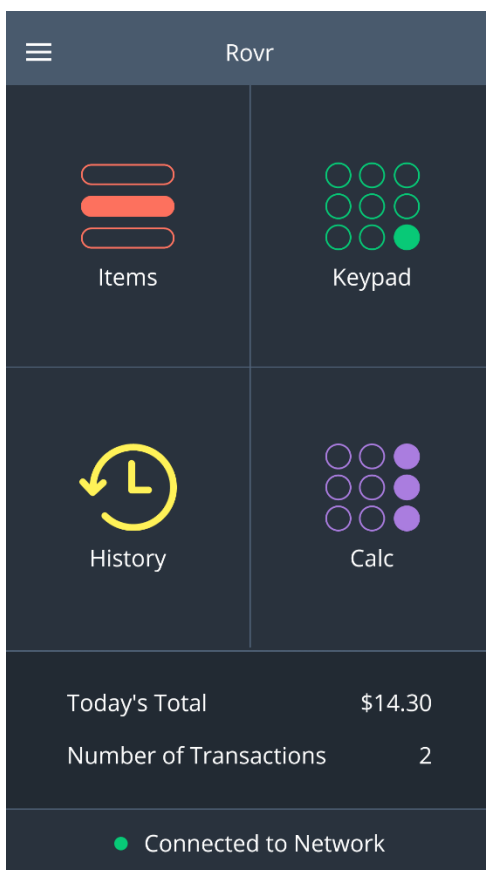 Rovr
Items
Keypad
History
Calc
Today's Total $14.30
Number of Transactions 2
Connected to Network